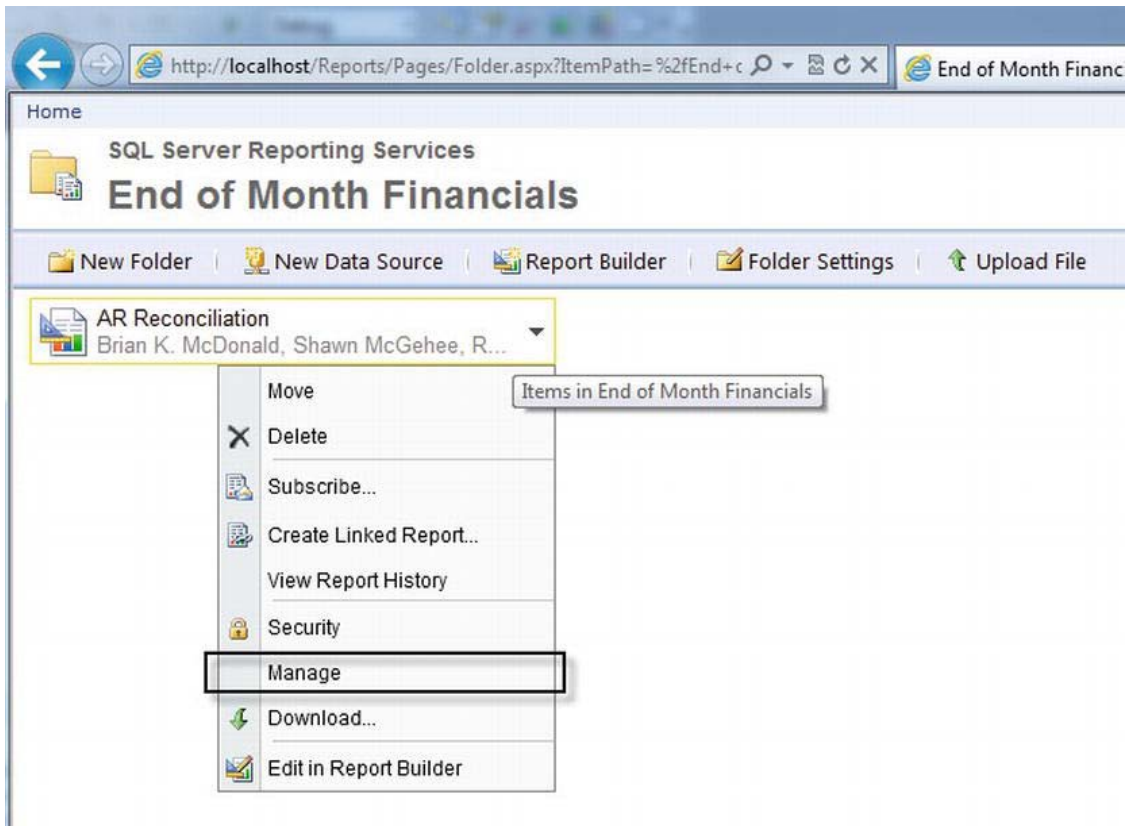 http://localhost/Reports/Pages/Folder.aspx?ItemPath=%2fEnd+c
End of Month Financ
Home
SQL Server Reporting Services
End of Month Financials
New Folder
New Data Source
Report Builder
Folder Settings
Upload File
AR Reconciliation
Brian K. McDonald, Shawn McGehee, R...
Items in End of Month Financials
Move
Delete
Subscribe...
Create Linked Report...
View Report History
Security
Manage
Download...
Edit in Report Builder